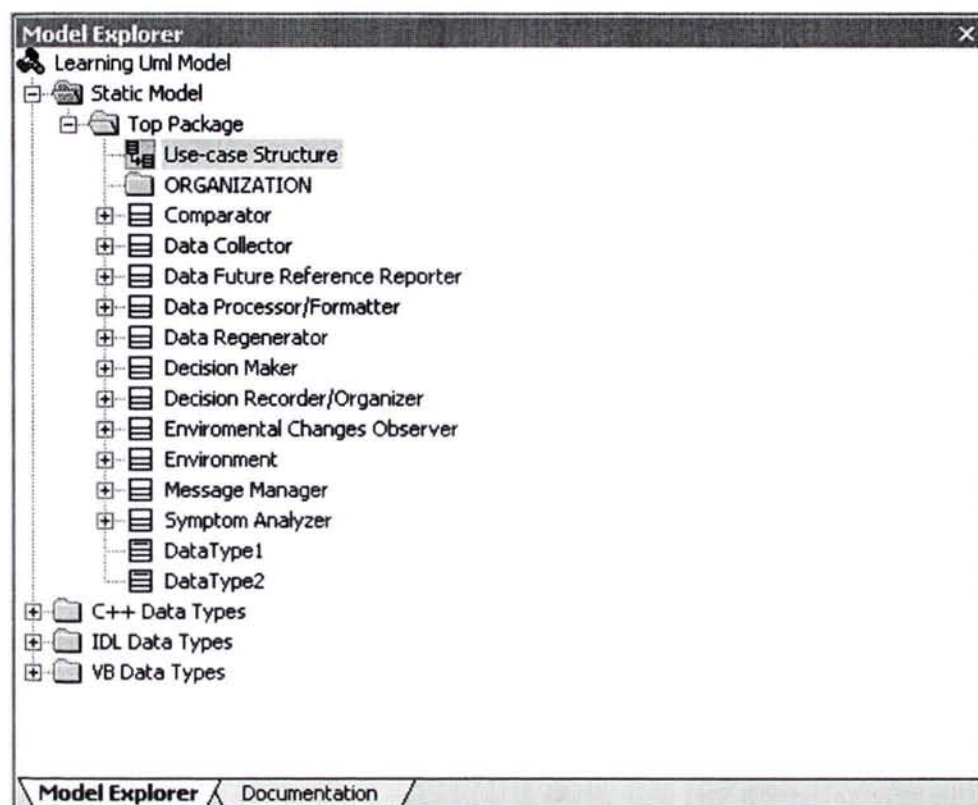 Model Explorer
Learning Uml Model
Static Model
Top Package
Use-case Structure
ORGANIZATION
Comparator
Data Collector
Data Future Reference Reporter
Data Processor/Formatter
Data Regenerator
Decision Maker
Decision Recorder/Organizer
Enviromental Changes Observer
Environment
Message Manager
Symptom Analyzer
DataType1
DataType2
C++ Data Types
IDL Data Types
VB Data Types
Model Explorer Documentation